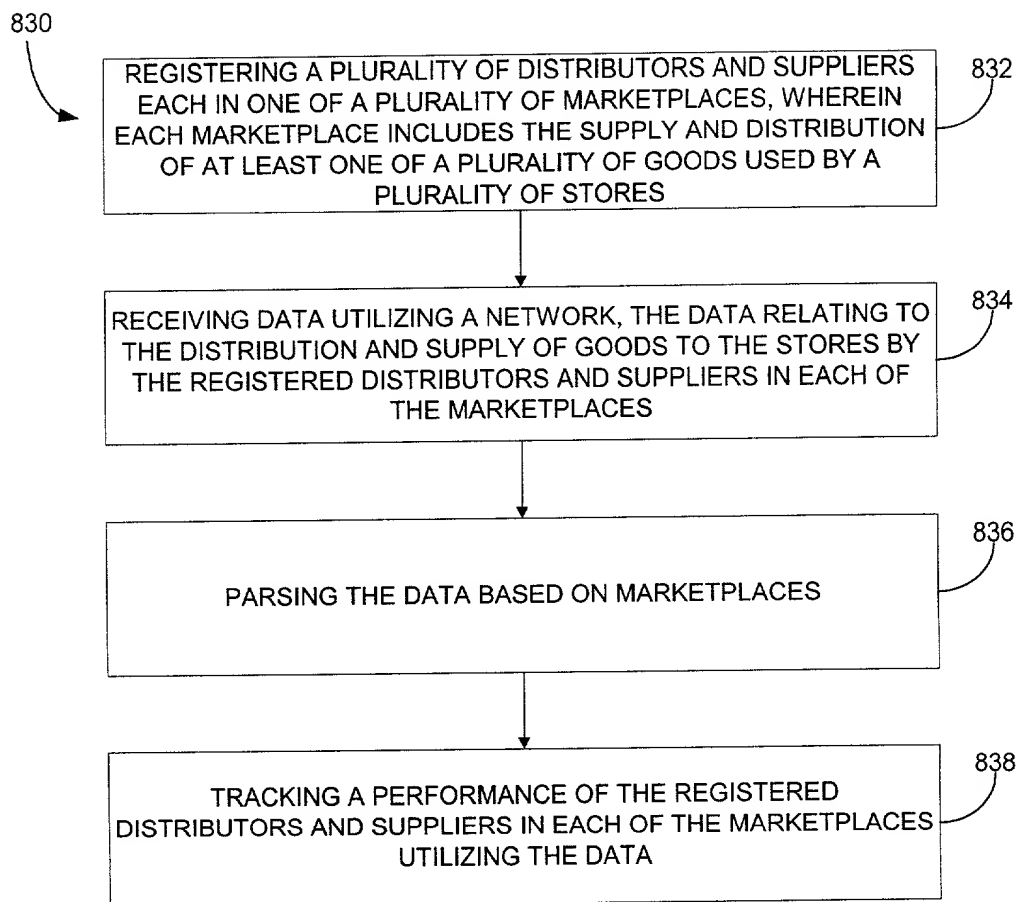 830
REGISTERING A PLURALITY OF DISTRIBUTORS AND SUPPLIERS
EACH IN ONE OF A PLURALITY OF MARKETPLACES, WHEREIN
EACH MARKETPLACE INCLUDES THE SUPPLY AND DISTRIBUTION
OF AT LEAST ONE OF A PLURALITY OF GOODS USED BY A
PLURALITY OF STORES
832
RECEIVING DATA UTILIZING A NETWORK, THE DATA RELATING TO
THE DISTRIBUTION AND SUPPLY OF GOODS TO THE STORES BY
THE REGISTERED DISTRIBUTORS AND SUPPLIERS IN EACH OF
THE MARKETPLACES
834
PARSING THE DATA BASED ON MARKETPLACES
836
TRACKING A PERFORMANCE OF THE REGISTERED
DISTRIBUTORS AND SUPPLIERS IN EACH OF THE MARKETPLACES
UTILIZING THE DATA
838